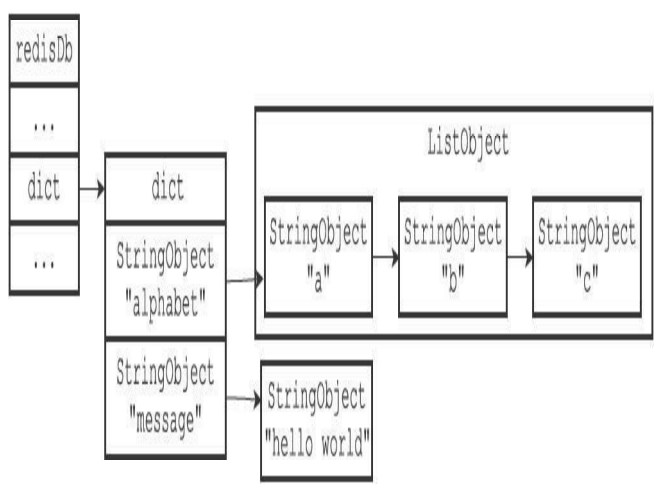 redisDb
...
dict
...
dict
StringObject
"alphabet"
StringObject
"message"
ListObject
StringObject
"a"
StringObject
"b"
StringObject
"c"
StringObject
"hello world"